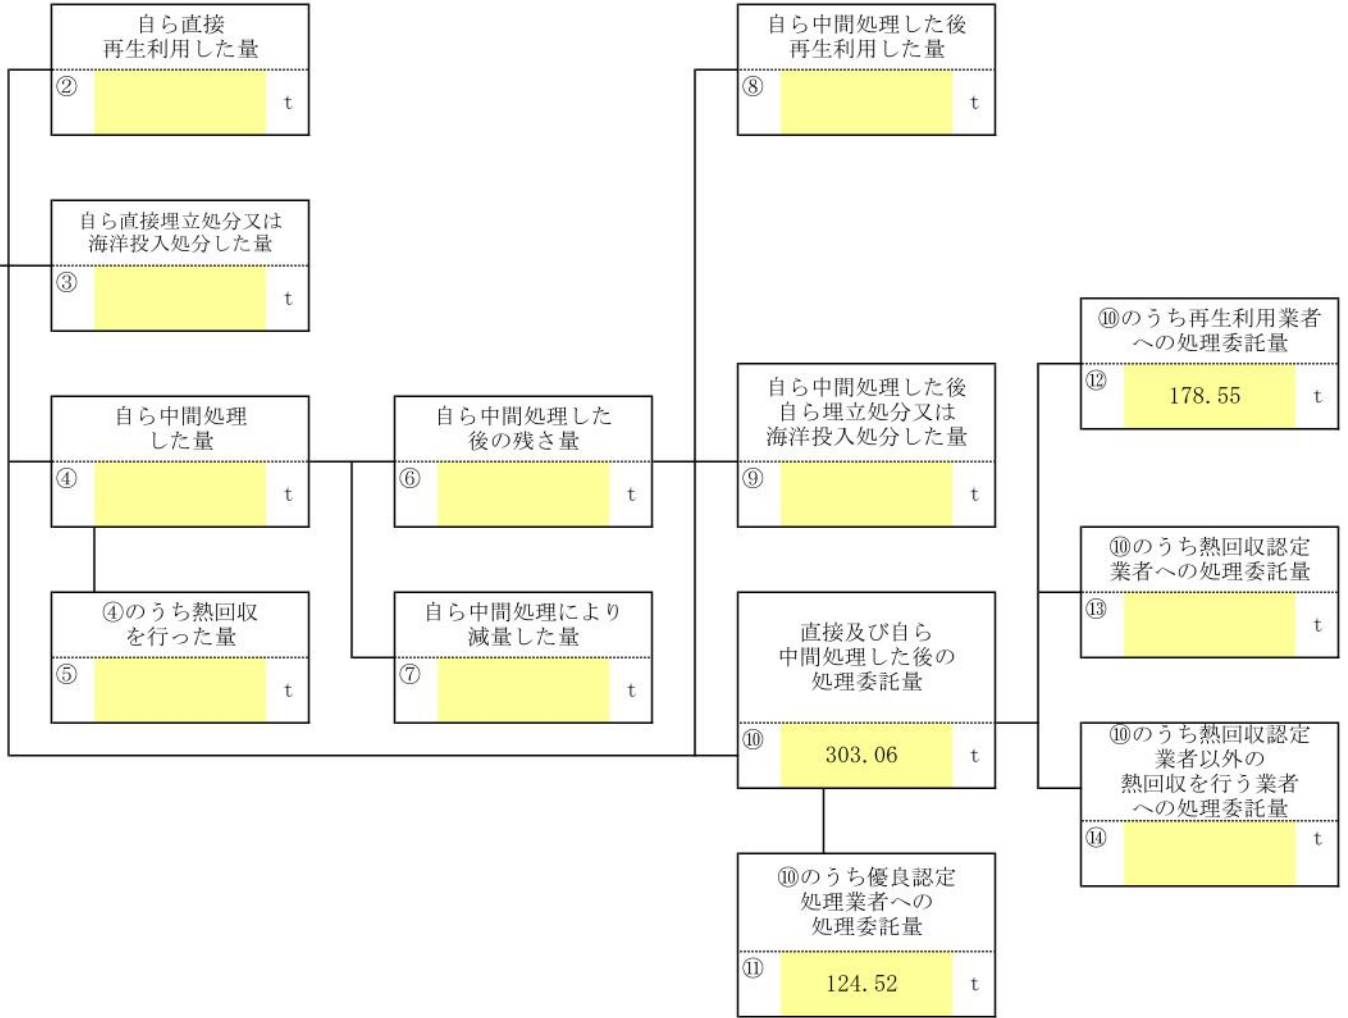 自ら直接
再生利用した量
②
t
自ら中間処理した後
再生利用した量
⑧
t
自ら直接埋立処分又は
海洋投入処分した量
③
t
⑩のうち再生利用業者
への処理委託量
⑫
178.55
t
自ら中間処理
した量
④
t
自ら中間処理した
後の残さ量
⑥
t
自ら中間処理した後
自ら埋立処分又は
海洋投入処分した量
⑨
t
⑩のうち熱回収認定
業者への処理委託量
⑬
t
④のうち熱回収
を行った量
⑤
t
自ら中間処理により
減量した量
⑦
t
直接及び自ら
中間処理した後の
処理委託量
⑩
303.06
t
⑩のうち熱回収認定
業者以外の
熱回収を行う業者
への処理委託量
⑭
t
⑩のうち優良認定
処理業者への
処理委託量
⑪
124.52
t